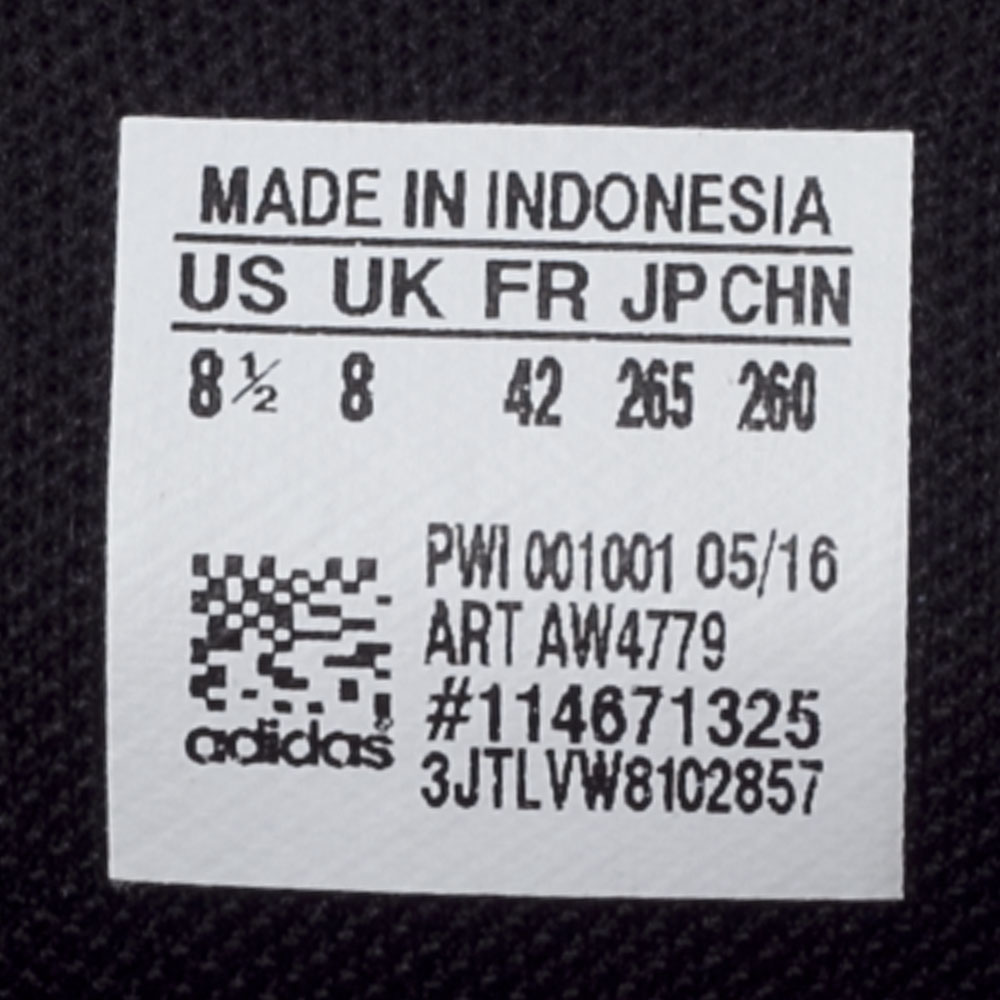 MADE IN INDONESIA
US UK FR JP CHN
8½ 8 42 265 260
PWI 001001 05/16
ART AW4779
#114671325
3JTLVW8102857
adidas®